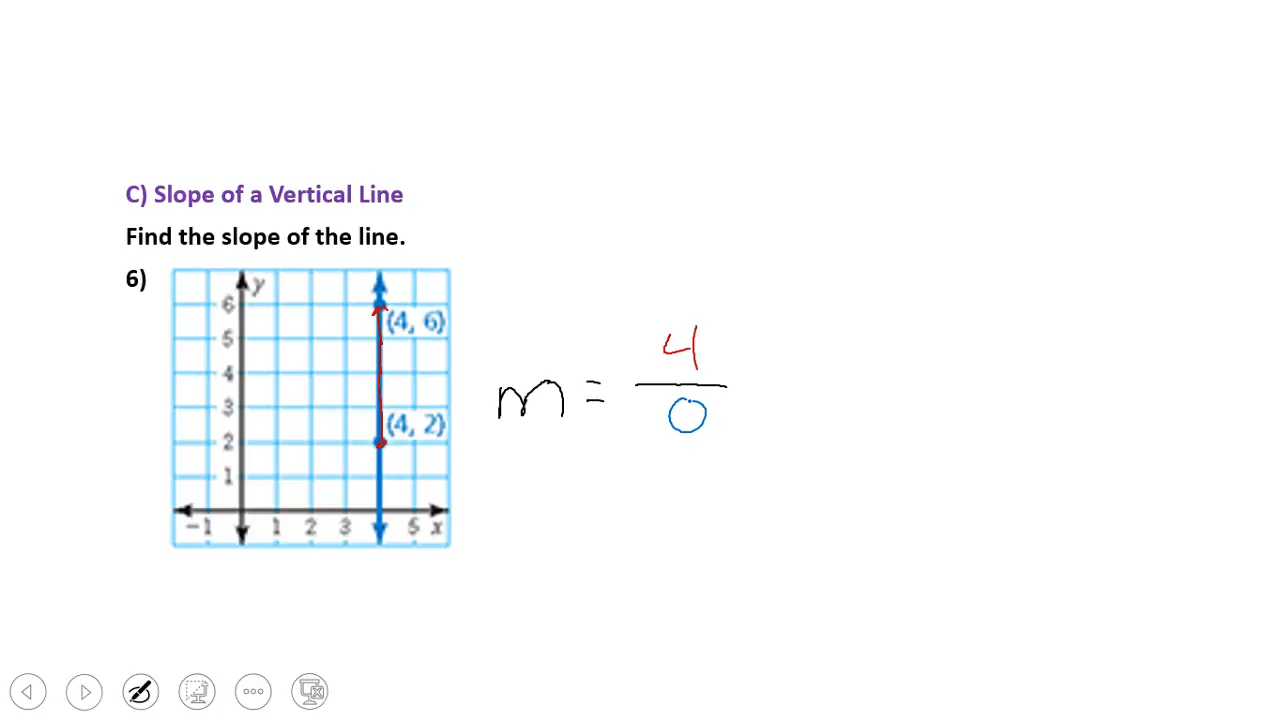 C) Slope of a Vertical Line
Find the slope of the line.
6)
y
6
(4, 6)
5
4
3
(4, 2)
2
1
-1 1 2 3 5 x
m = 4
0